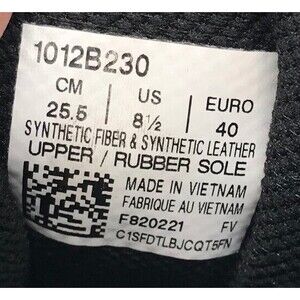 1012B230
CM US EURO
25.5 8½ 40
SYNTHETIC FIBER & SYNTHETIC LEATHER
UPPER / RUBBER SOLE
MADE IN VIETNAM
FABRIQUE AU VIETNAM
F820221 FV
C1SFDTLBJCQT5FN